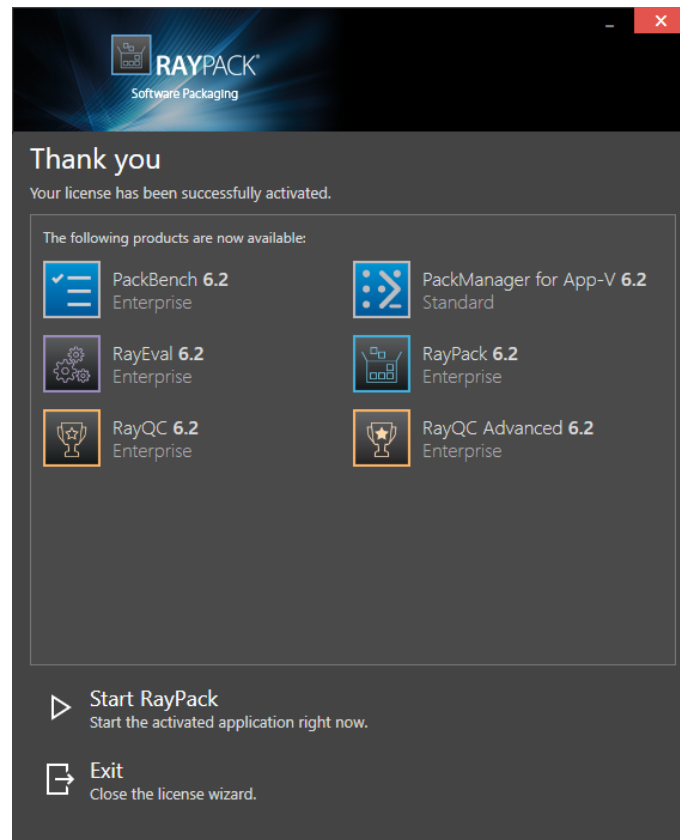 RAYPACK®
Software Packaging
Thank you
Your license has been successfully activated.
The following products are now available:
PackBench 6.2
Enterprise
PackManager for App-V 6.2
Standard
RayEval 6.2
Enterprise
RayPack 6.2
Enterprise
RayQC 6.2
Enterprise
RayQC Advanced 6.2
Enterprise
Start RayPack
Start the activated application right now.
Exit
Close the license wizard.